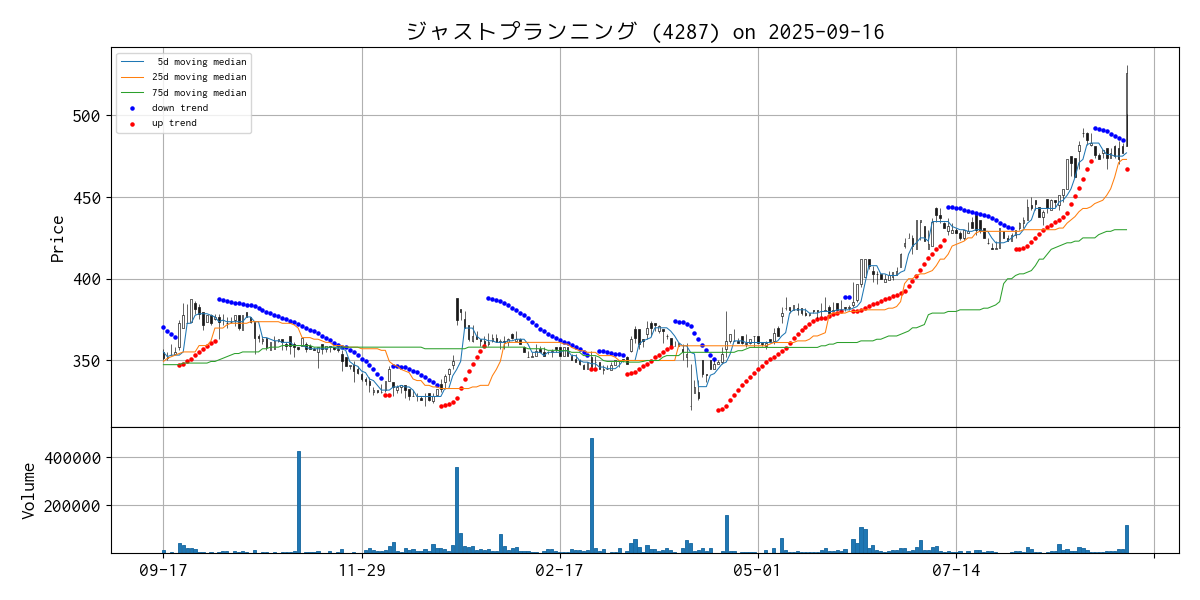 ジャストプランニング (4287) on 2025-09-16
5d moving median
25d moving median
75d moving median
down trend
up trend
Price
500
450
400
350
Volume
400000
200000
09-17
11-29
02-17
05-01
07-14